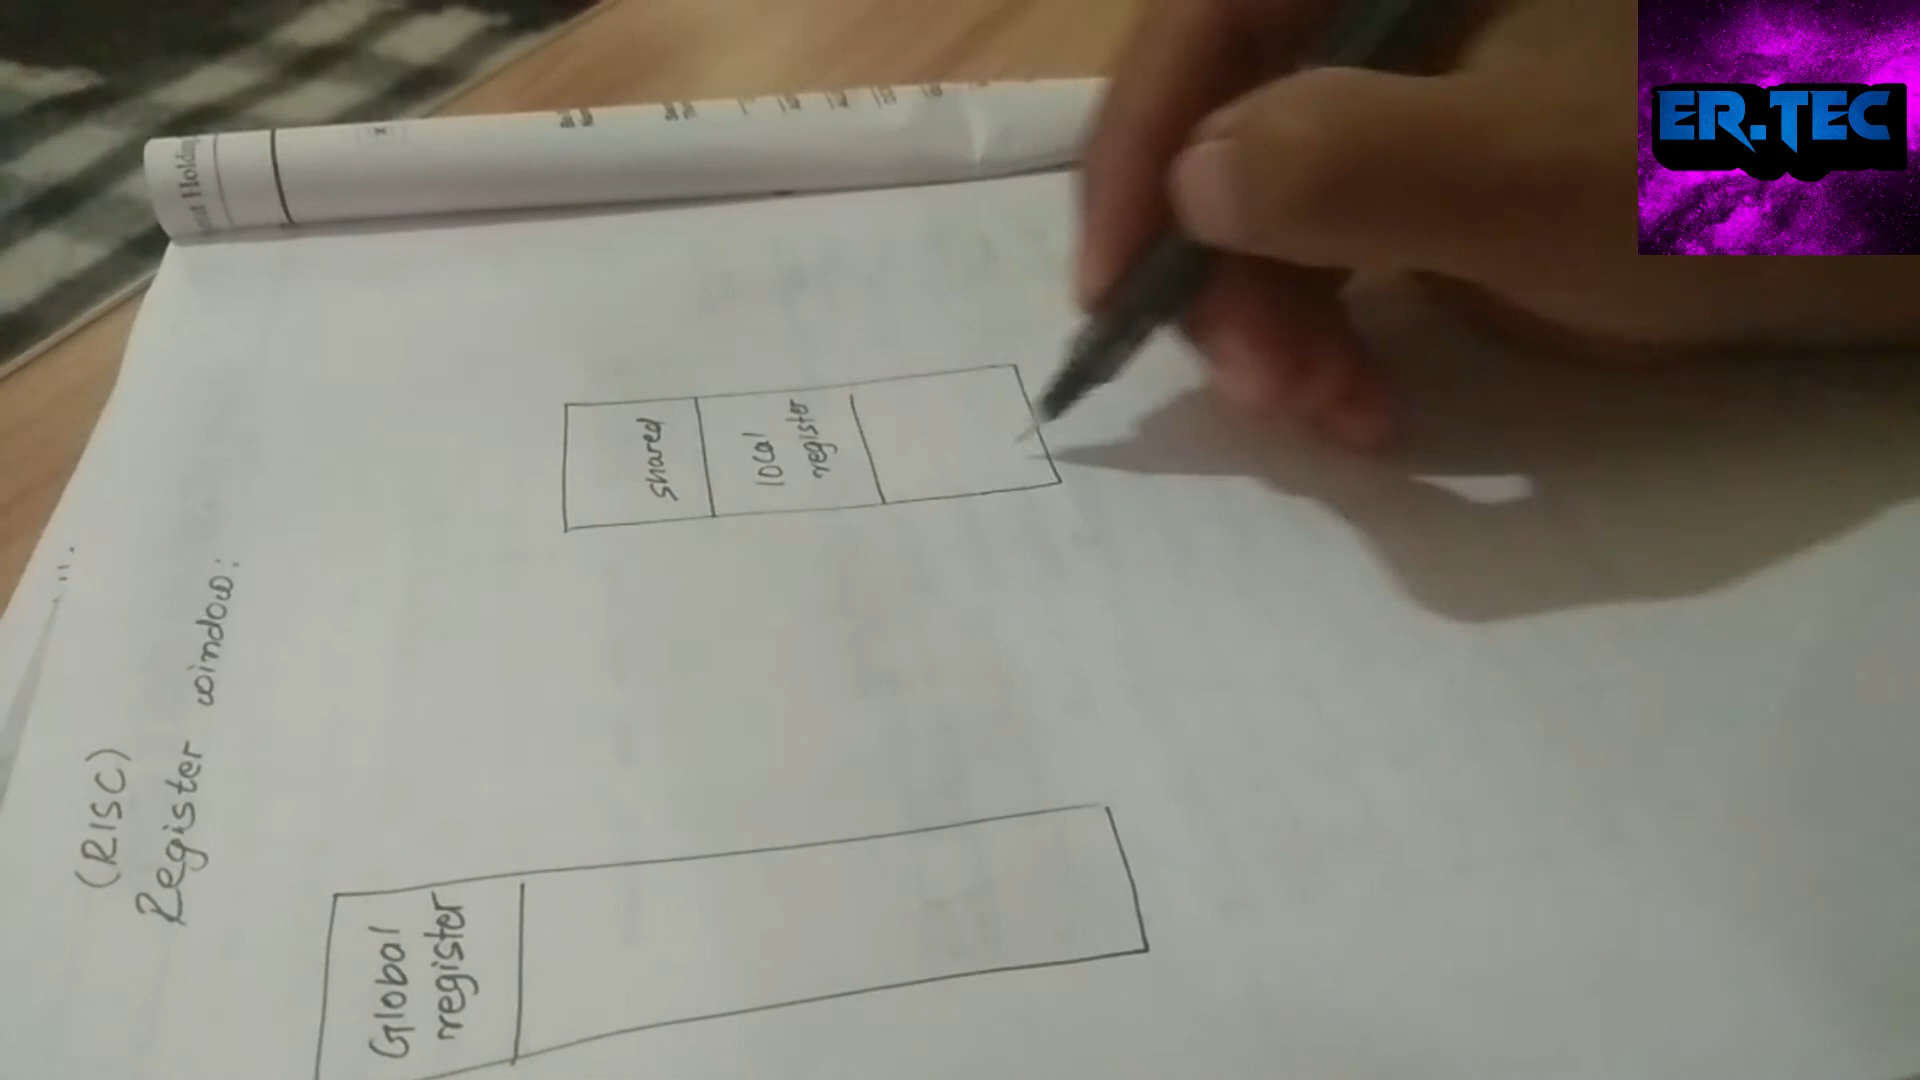 ER.TEC
(RISC)
Register window:
shared
local
register
Global
register